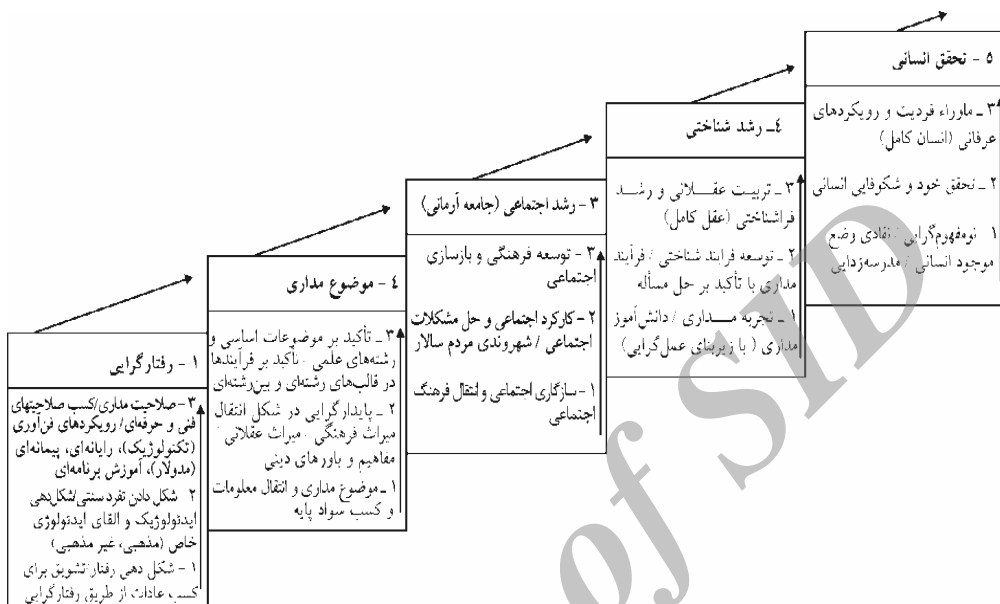 ۵ - تحقق انسانی
۳ - ماوراء فردیت و رویکردهای
عرفانی (انسان کامل)
۲ - تحقق خود و شکوفایی انسانی
۱ نومفهوم‌گرایی / نقادی وضع
موجود انسانی / مدرسه‌زدایی
۴ - رشد شناختی
۳ - تربیت عقلانی و رشد
فراشناختی (عقل کامل)
۲ - توسعه فرایند شناختی / فرآیند
مداری با تأکید بر حل مسأله
۱ - تجربه مداری / دانش‌آموز
مداری ( با زیربنای عمل‌گرایی)
۳ - رشد اجتماعی (جامعه آرمانی)
۳ - توسعه فرهنگی و بازسازی
اجتماعی
۲ - کارکرد اجتماعی و حل مشکلات
اجتماعی / شهروندی مردم سالار
۱ - سازگاری اجتماعی و انتقال فرهنگ
اجتماعی
٤ - موضوع مداری
۳ - تأکید بر موضوعات اساسی و
رشته‌های علمی . تأکید بر فرآیندها
در قالب‌های رشته‌ای و بین‌رشته‌ای
۲ - پایدارگرایی در شکل انتقال
میراث فرهنگی . میراث عقلانی .
مفاهیم و باورهای دینی
۱ - موضوع مداری و انتقال معلومات
و کسب سواد پایه
۱ - رفتارگرایی
۳ - صلاحیت مداری/کسب صلاحیتهای
فنی و حرفه‌ای/ رویکردهای فن‌آوری
(تکنولوژیک)، رایانه‌ای، پیمانه‌ای
(مدولار)، آموزش برنامه‌ای
۲ شکل دادن تفرد سنتی/شکل‌دهی
ایدئولوژیک و القای ایدئولوژی
خاص (مذهبی، غیر مذهبی)
۱ - شکل دهی رفتار/تشویق برای
کسب عادات از طریق رفتارگرایی
of SID